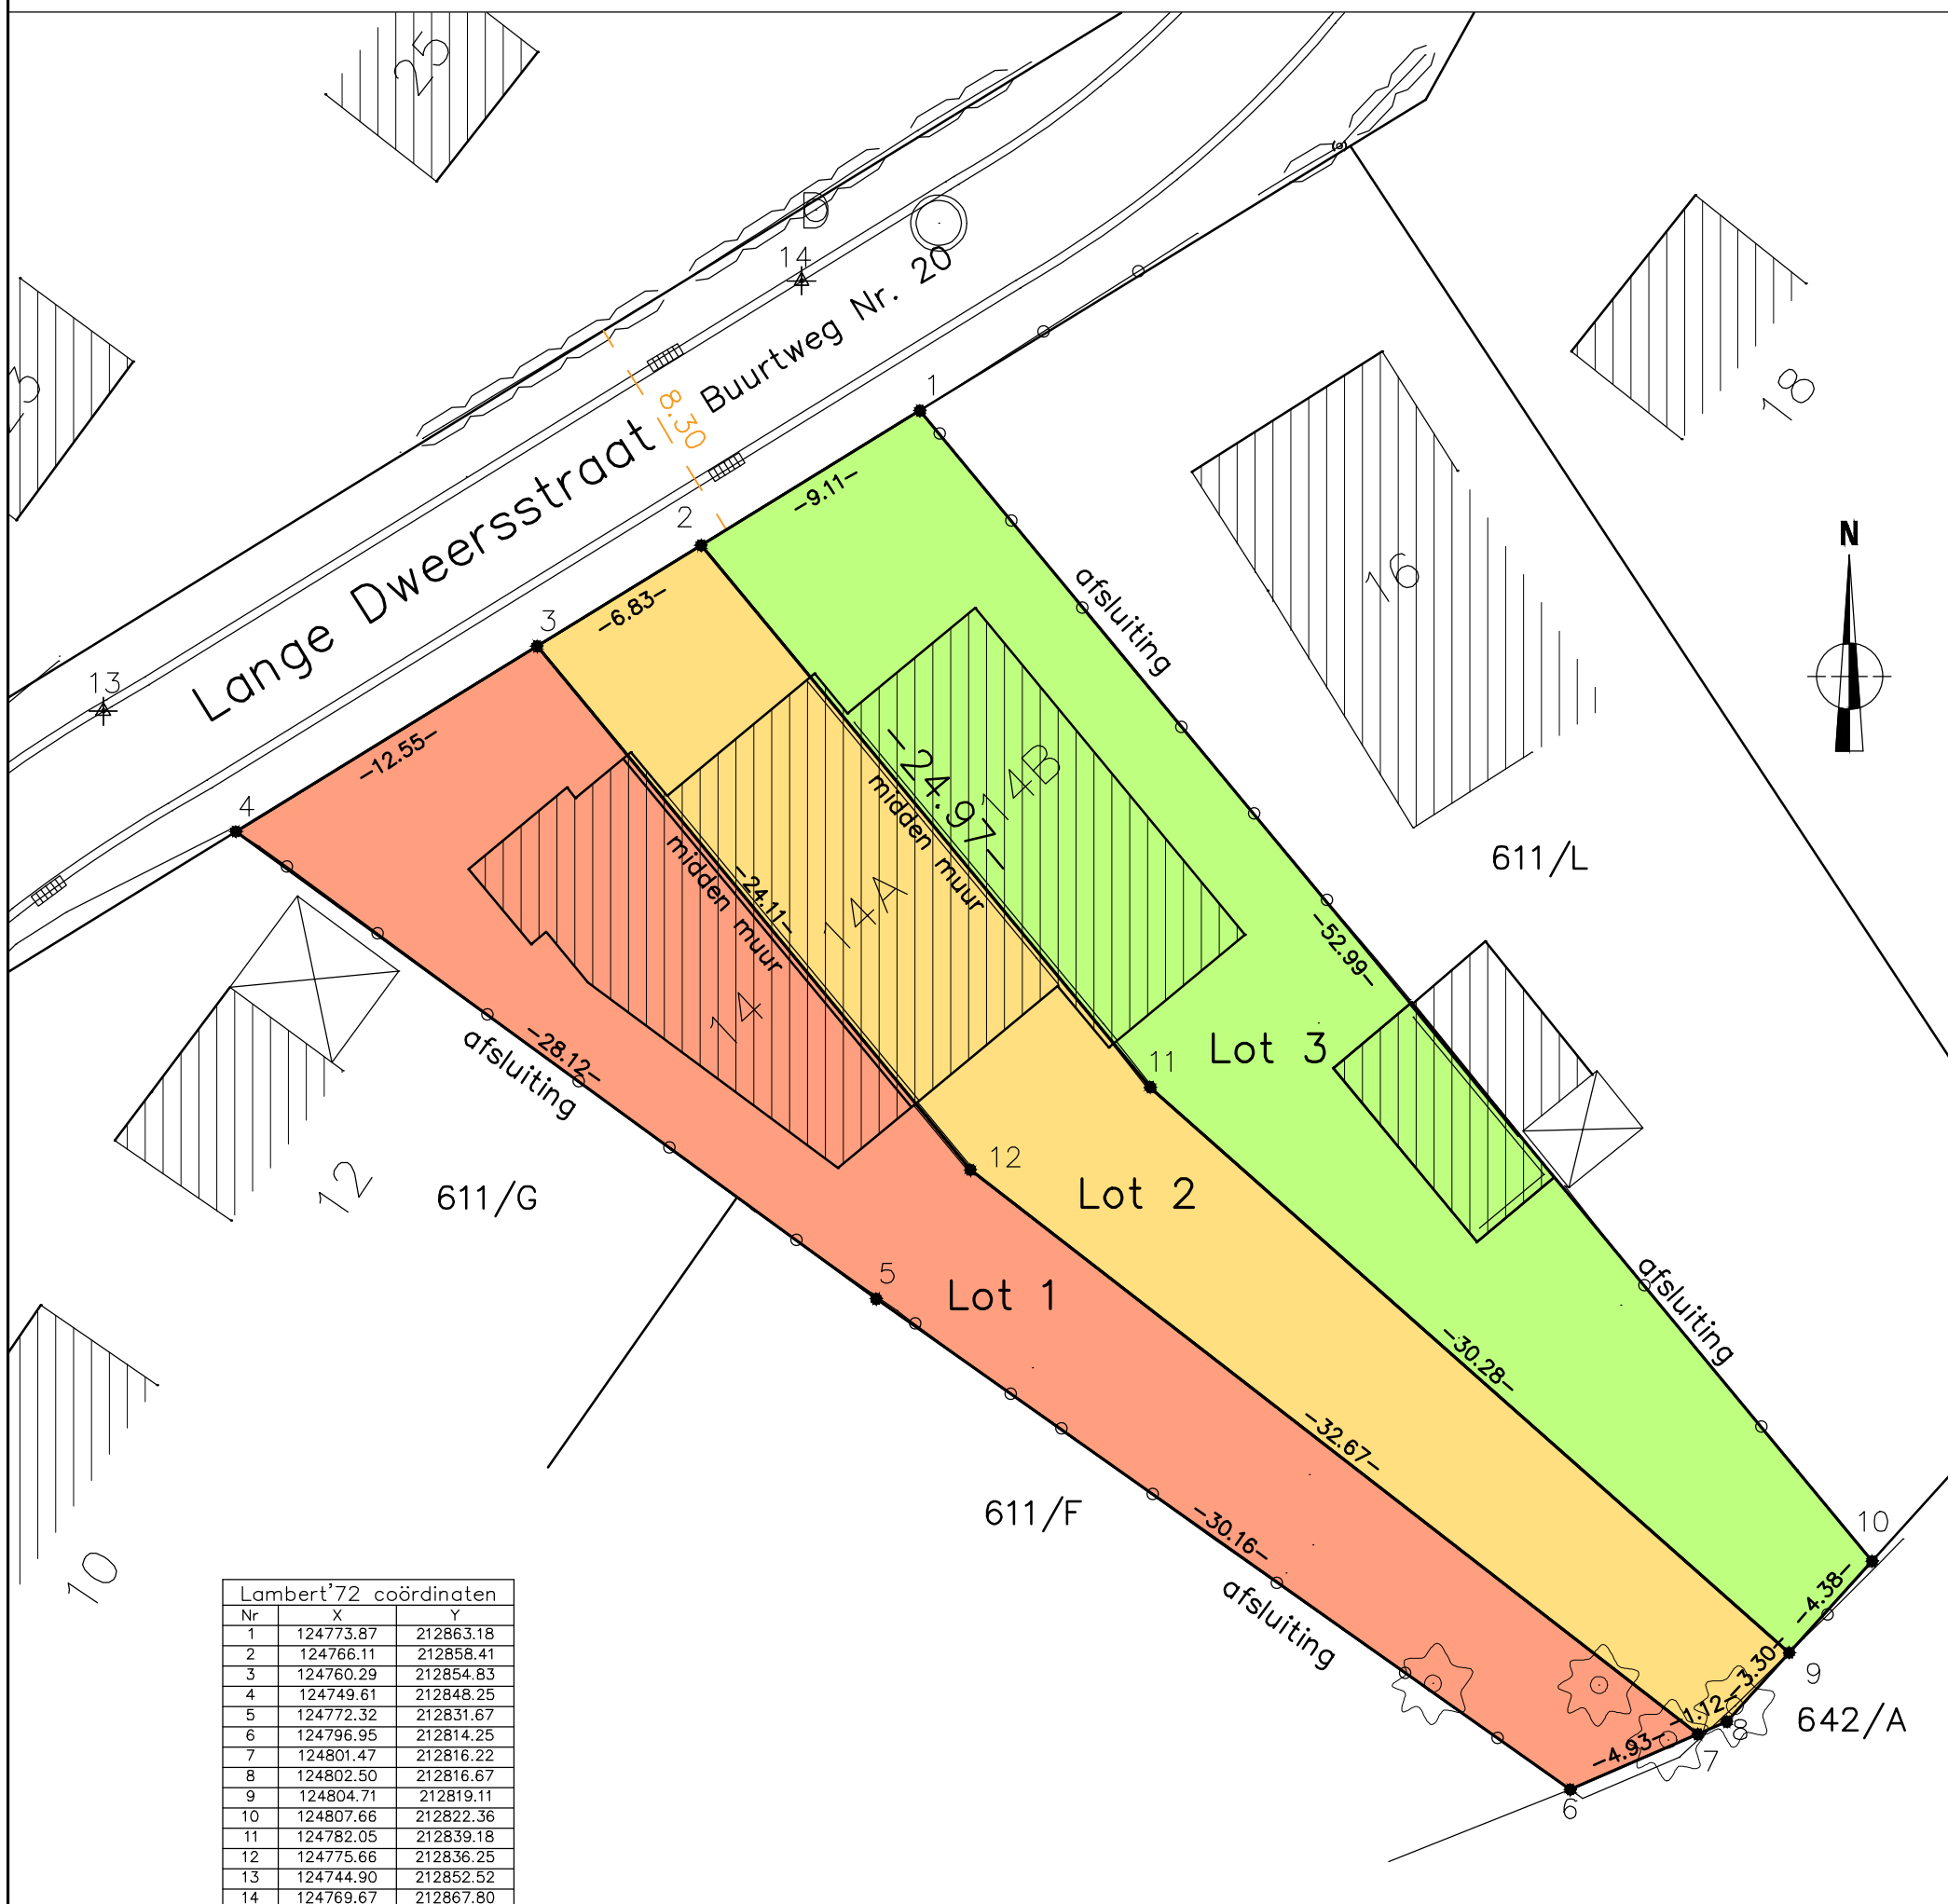 25
D
14
Lange Dweersstraat Buurtweg Nr. 20
8.30
N
18
16
1
-9.11-
2
-6.83-
3
13
-12.55-
4
afsluiting
-24.97-
14B
midden muur
14A
-24.11-
midden muur
14
611/L
-52.99-
Lot 3
11
-28.12-
afsluiting
12
Lot 2
12
611/G
5
Lot 1
afsluiting
-30.28-
-32.67-
611/F
-30.16-
afsluiting
10
-4.38-
10
-3.30-
9
-1.12-
8
642/A
-4.93-
7
6
Lambert'72 coördinaten
Nr X Y
1 124773.87 212863.18
2 124766.11 212858.41
3 124760.29 212854.83
4 124749.61 212848.25
5 124772.32 212831.67
6 124796.95 212814.25
7 124801.47 212816.22
8 124802.50 212816.67
9 124804.71 212819.11
10 124807.66 212822.36
11 124782.05 212839.18
12 124775.66 212836.25
13 124744.90 212852.52
14 124769.67 212867.80